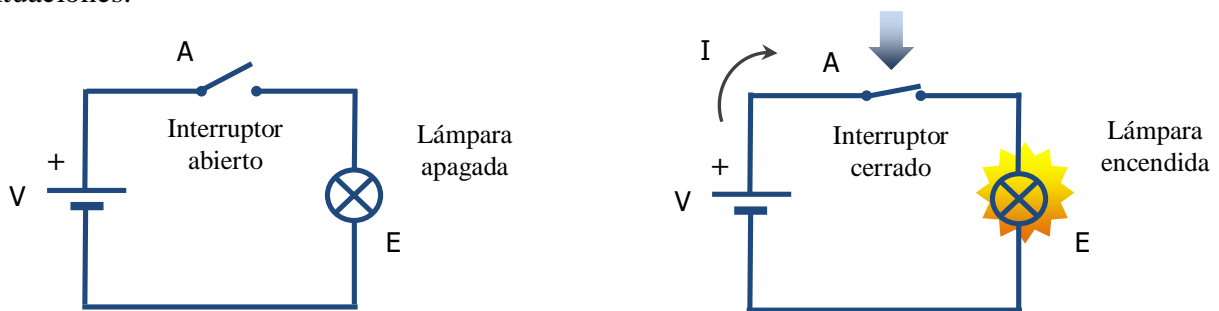 A
Interruptor
abierto
Lámpara
apagada
+
V
E
I
A
Interruptor
cerrado
Lámpara
encendida
+
V
E